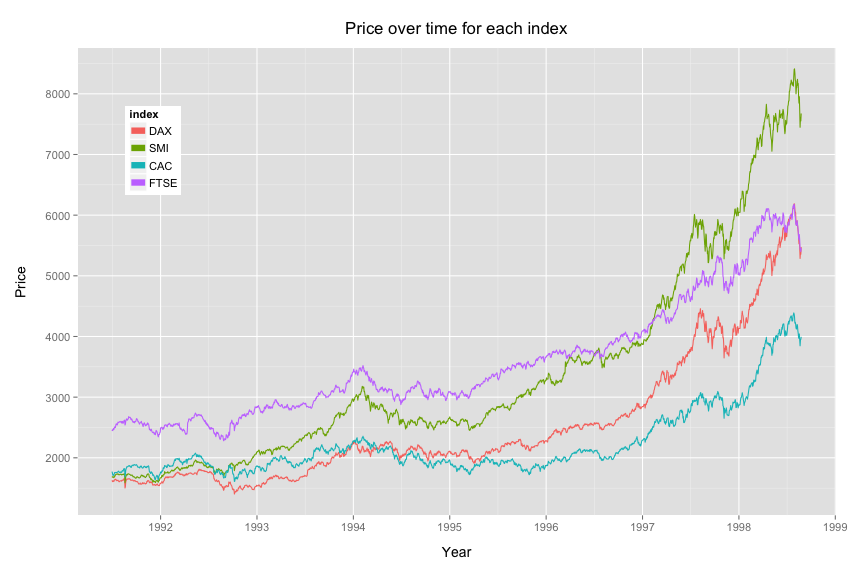 Price over time for each index
8000
7000
6000
5000
4000
3000
2000
Price
index
DAX
SMI
CAC
FTSE
1992 1993 1994 1995 1996 1997 1998 1999
Year